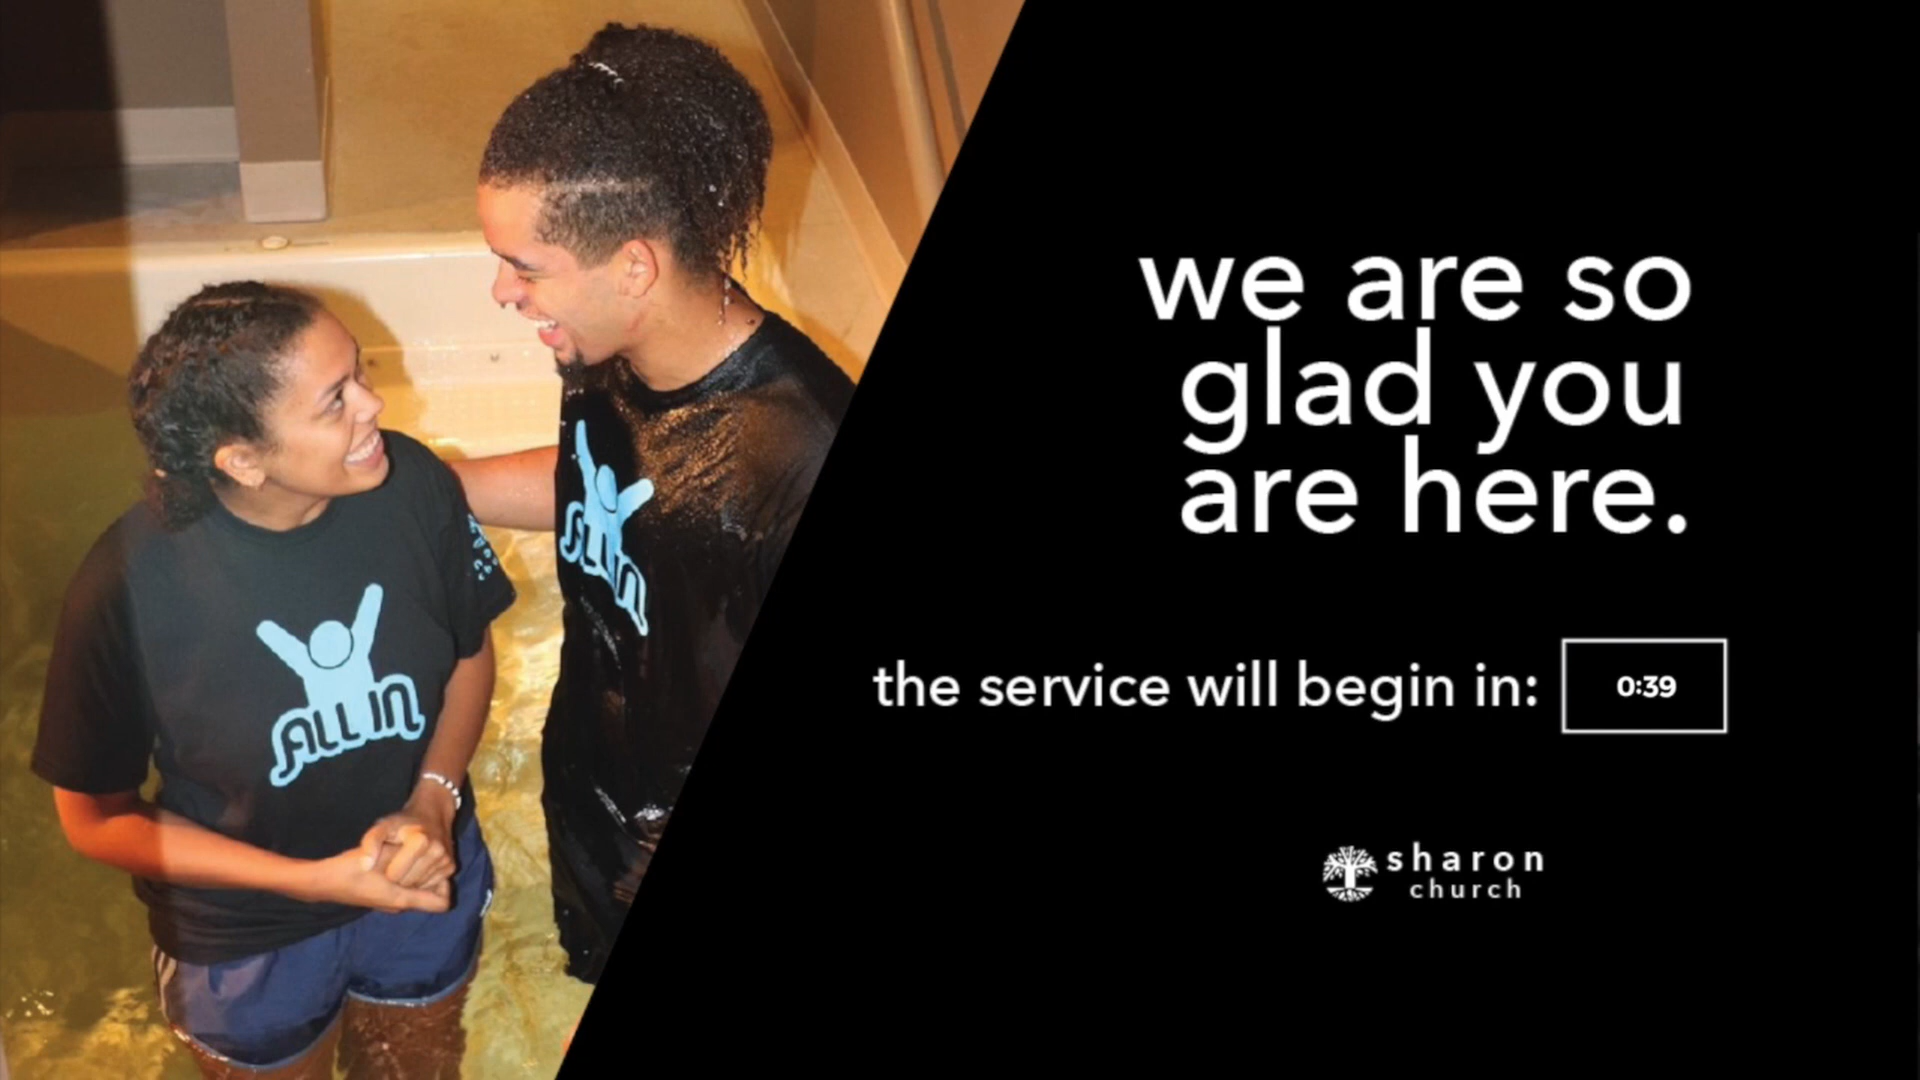 we are so
glad you
are here.
the service will begin in: 0:39
sharon
church
ALL IN
ALL IN